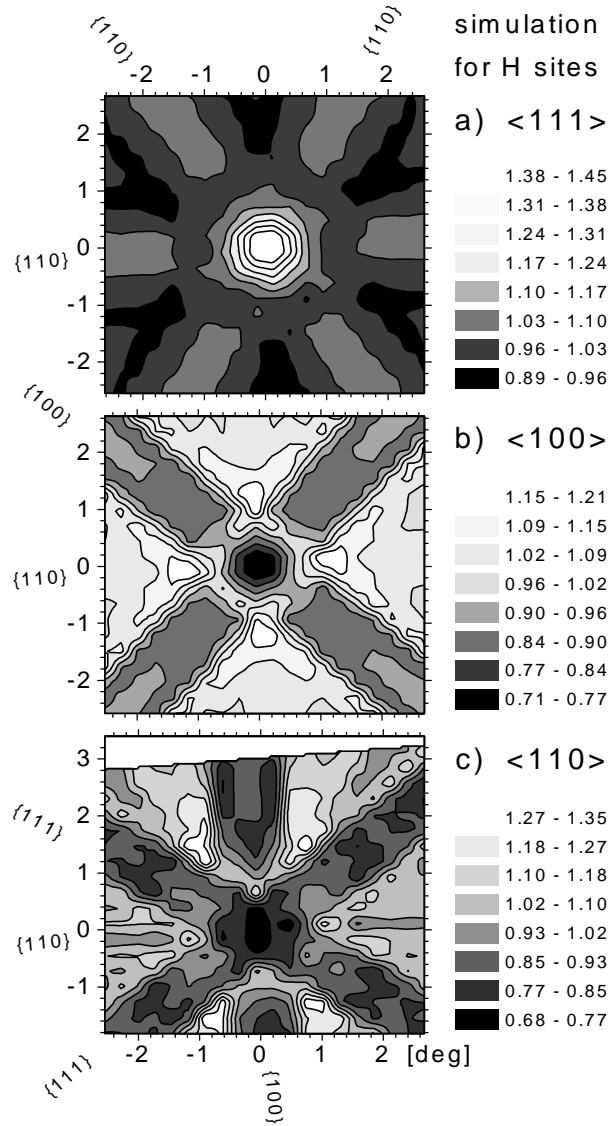 simulation
for H sites
{110}
{110}
-2 -1 0 1 2
a) <111>
2
1
0
-1
-2
{110}
1.38 - 1.45
1.31 - 1.38
1.24 - 1.31
1.17 - 1.24
1.10 - 1.17
1.03 - 1.10
0.96 - 1.03
0.89 - 0.96
{100}
b) <100>
2
1
0
-1
-2
{110}
1.15 - 1.21
1.09 - 1.15
1.02 - 1.09
0.96 - 1.02
0.90 - 0.96
0.84 - 0.90
0.77 - 0.84
0.71 - 0.77
c) <110>
3
2
1
0
-1
{111}
{110}
1.27 - 1.35
1.18 - 1.27
1.10 - 1.18
1.02 - 1.10
0.93 - 1.02
0.85 - 0.93
0.77 - 0.85
0.68 - 0.77
-2 -1 0 1 2 [deg]
{111}
{100}